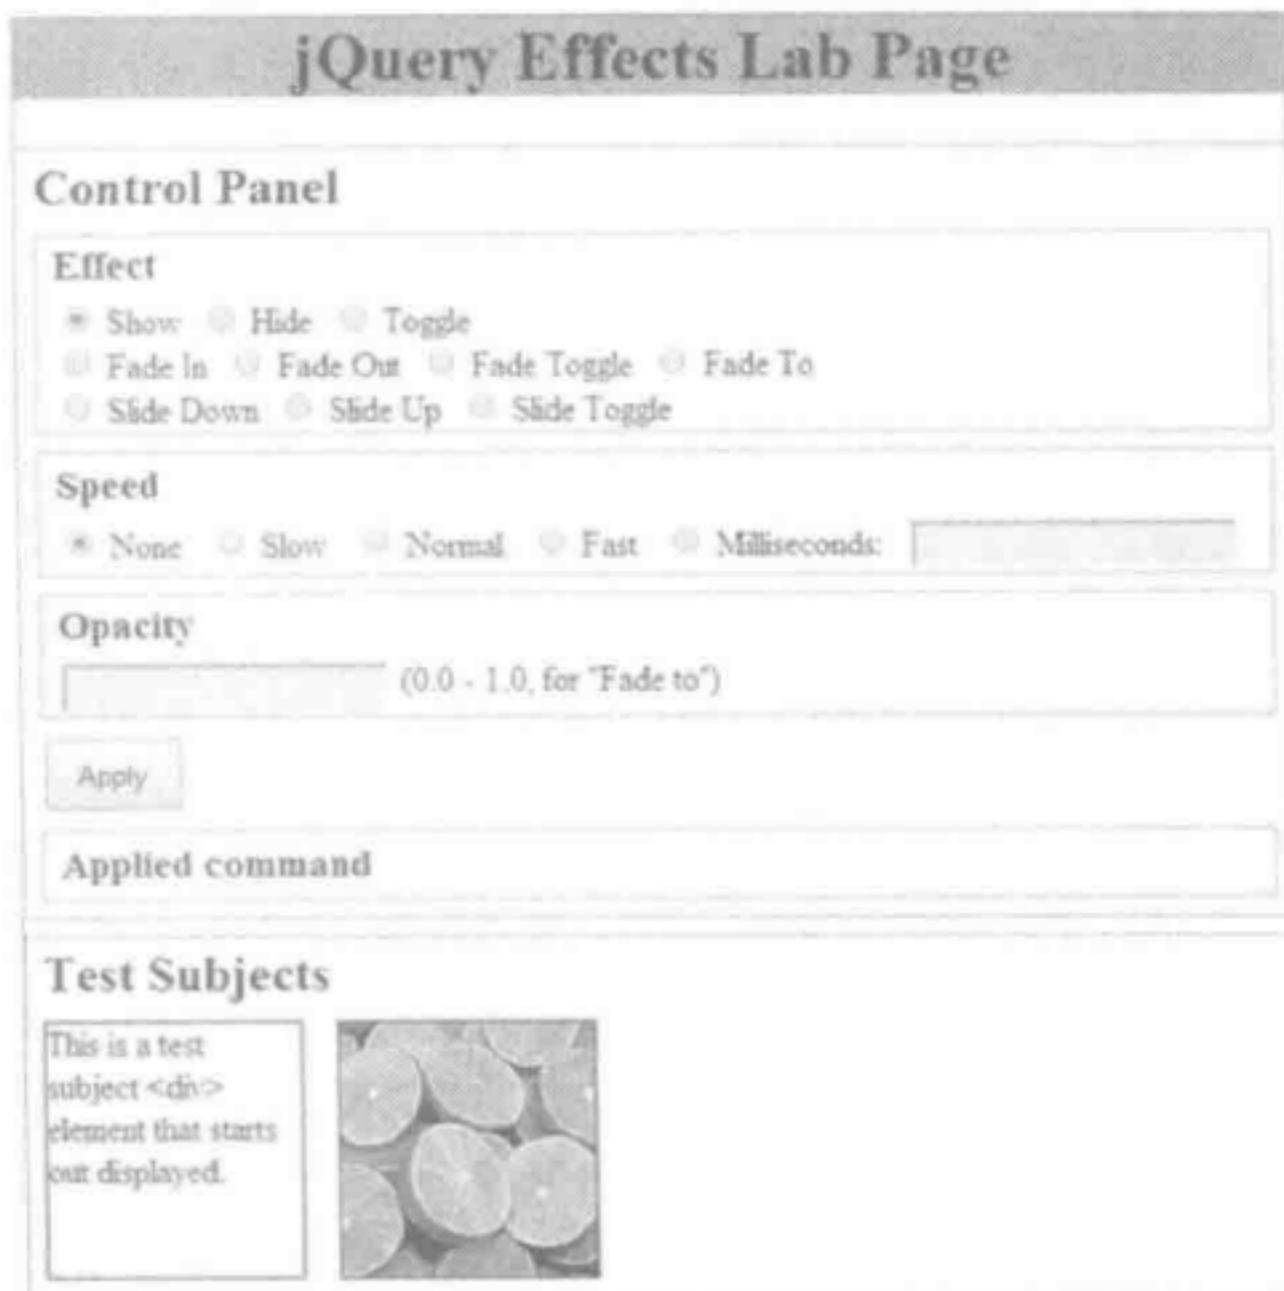 jQuery Effects Lab Page
Control Panel
Effect
Show Hide Toggle
Fade In Fade Out Fade Toggle Fade To
Slide Down Slide Up Slide Toggle
Speed
None Slow Normal Fast Milliseconds:
Opacity
(0.0 - 1.0, for "Fade to")
Apply
Applied command
Test Subjects
This is a test
subject <div>
element that starts
out displayed.